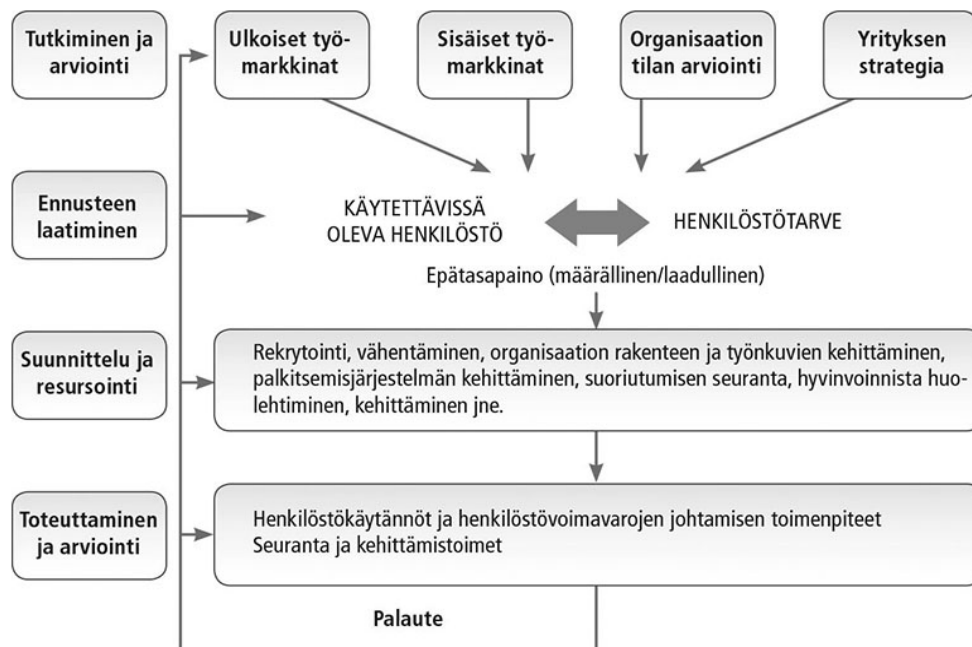 Tutkiminen ja
arviointi
Ulkoiset työ-
markkinat
Sisäiset työ-
markkinat
Organisaation
tilan arviointi
Yrityksen
strategia
Ennusteen
laatiminen
KÄYTETTÄVISSÄ
OLEVA HENKILÖSTÖ
HENKILÖSTÖTARVE
Epätasapaino (määrällinen/laadullinen)
Suunnittelu ja
resursointi
Rekrytointi, vähentäminen, organisaation rakenteen ja työnkuvien kehittäminen,
palkitsemisjärjestelmän kehittäminen, suoriutumisen seuranta, hyvinvoinnista huo-
lehtiminen, kehittäminen jne.
Toteuttaminen
ja arviointi
Henkilöstökäytännöt ja henkilöstövoimavarojen johtamisen toimenpiteet
Seuranta ja kehittämistoimet
Palaute